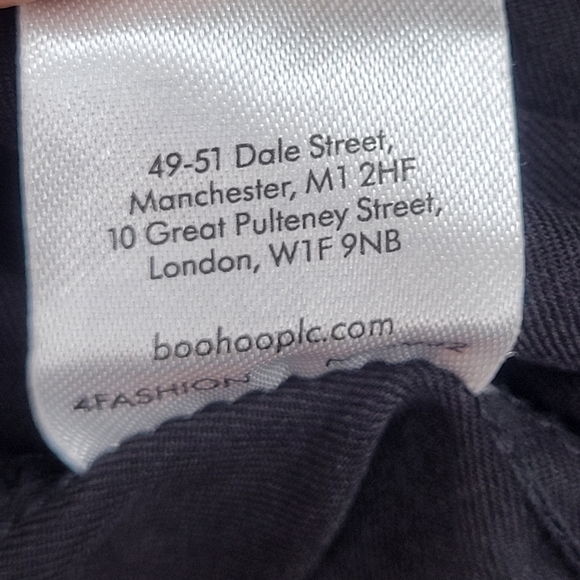 49-51 Dale Street,
Manchester, M1 2HF
10 Great Pulteney Street,
London, W1F 9NB
boohooplc.com
4FASHION